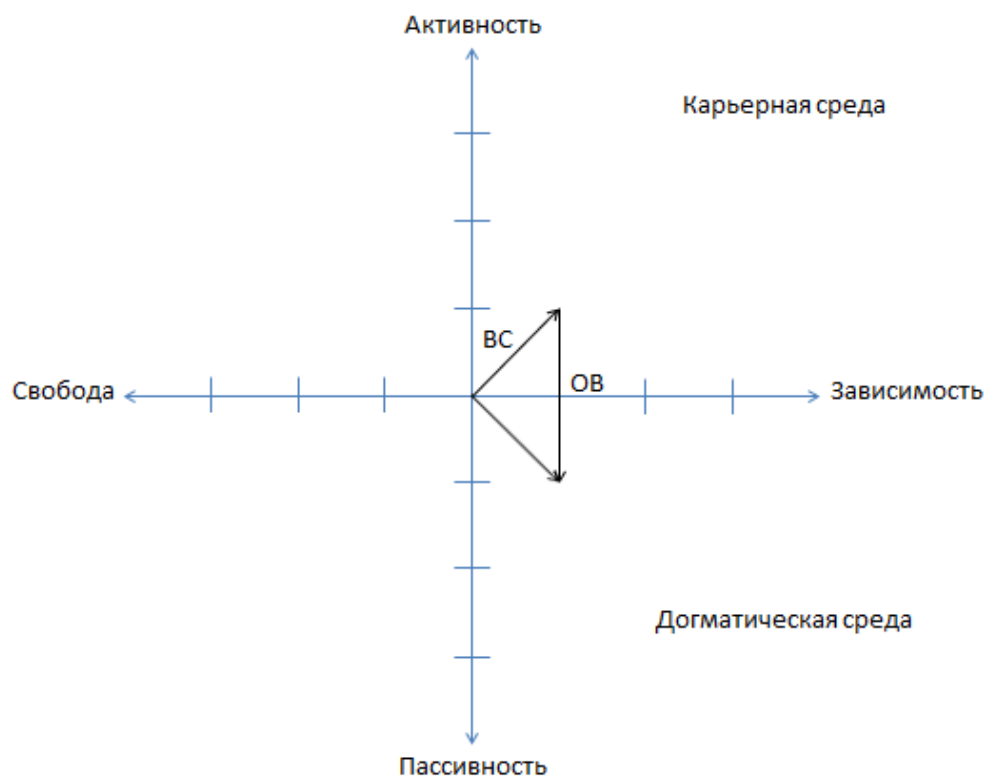 Активность
Карьерная среда
ВС
Свобода
ОВ
Зависимость
Догматическая среда
Пассивность